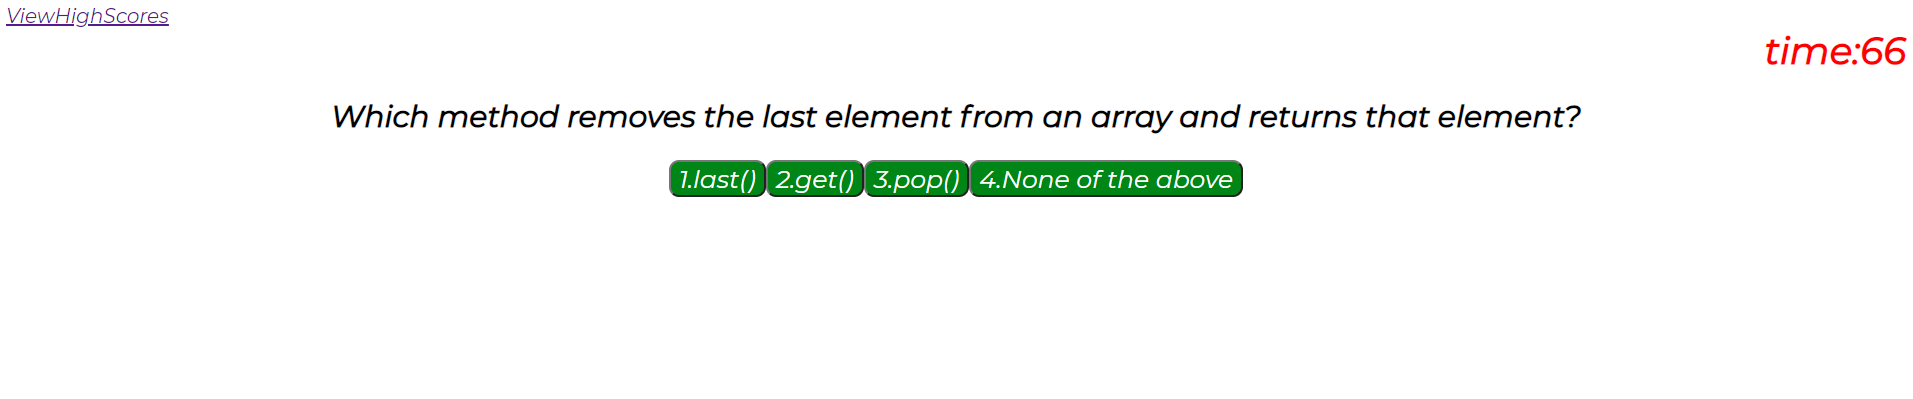 ViewHighScores
time:66
Which method removes the last element from an array and returns that element?
1.last() 2.get() 3.pop() 4.None of the above